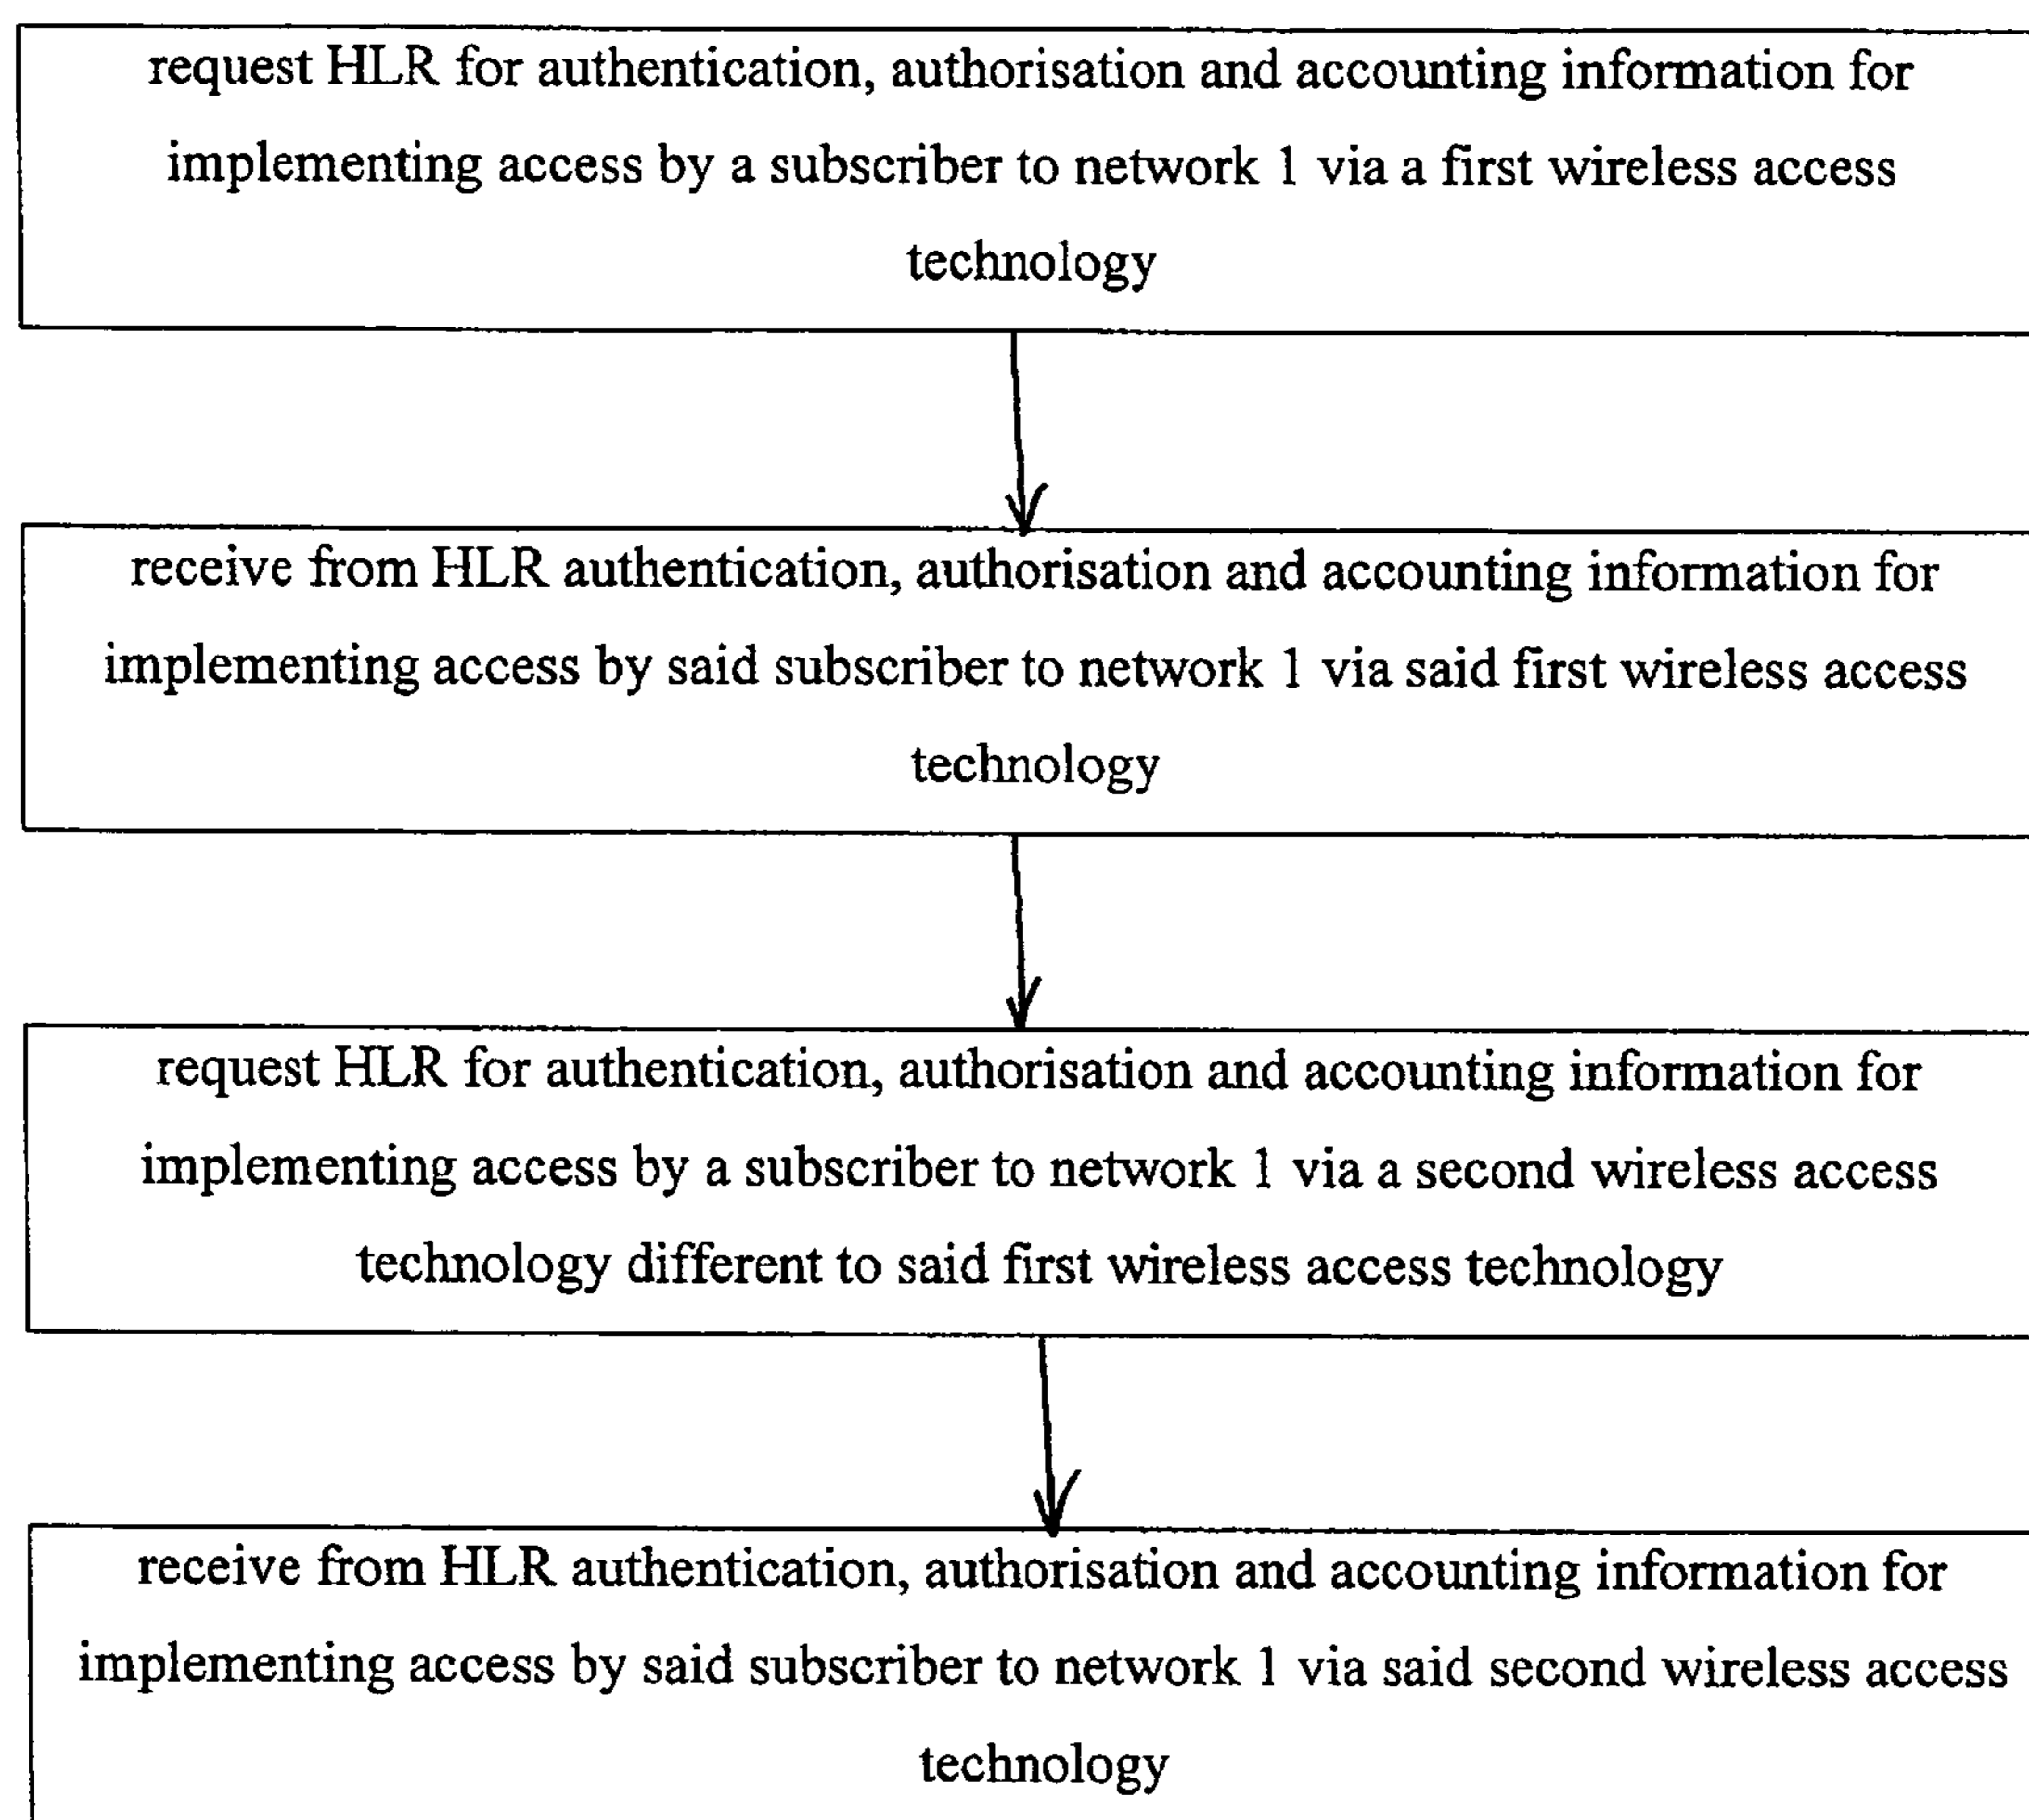 request HLR for authentication, authorisation and accounting information for
implementing access by a subscriber to network 1 via a first wireless access
technology
receive from HLR authentication, authorisation and accounting information for
implementing access by said subscriber to network 1 via said first wireless access
technology
request HLR for authentication, authorisation and accounting information for
implementing access by a subscriber to network 1 via a second wireless access
technology different to said first wireless access technology
receive from HLR authentication, authorisation and accounting information for
implementing access by said subscriber to network 1 via said second wireless access
technology